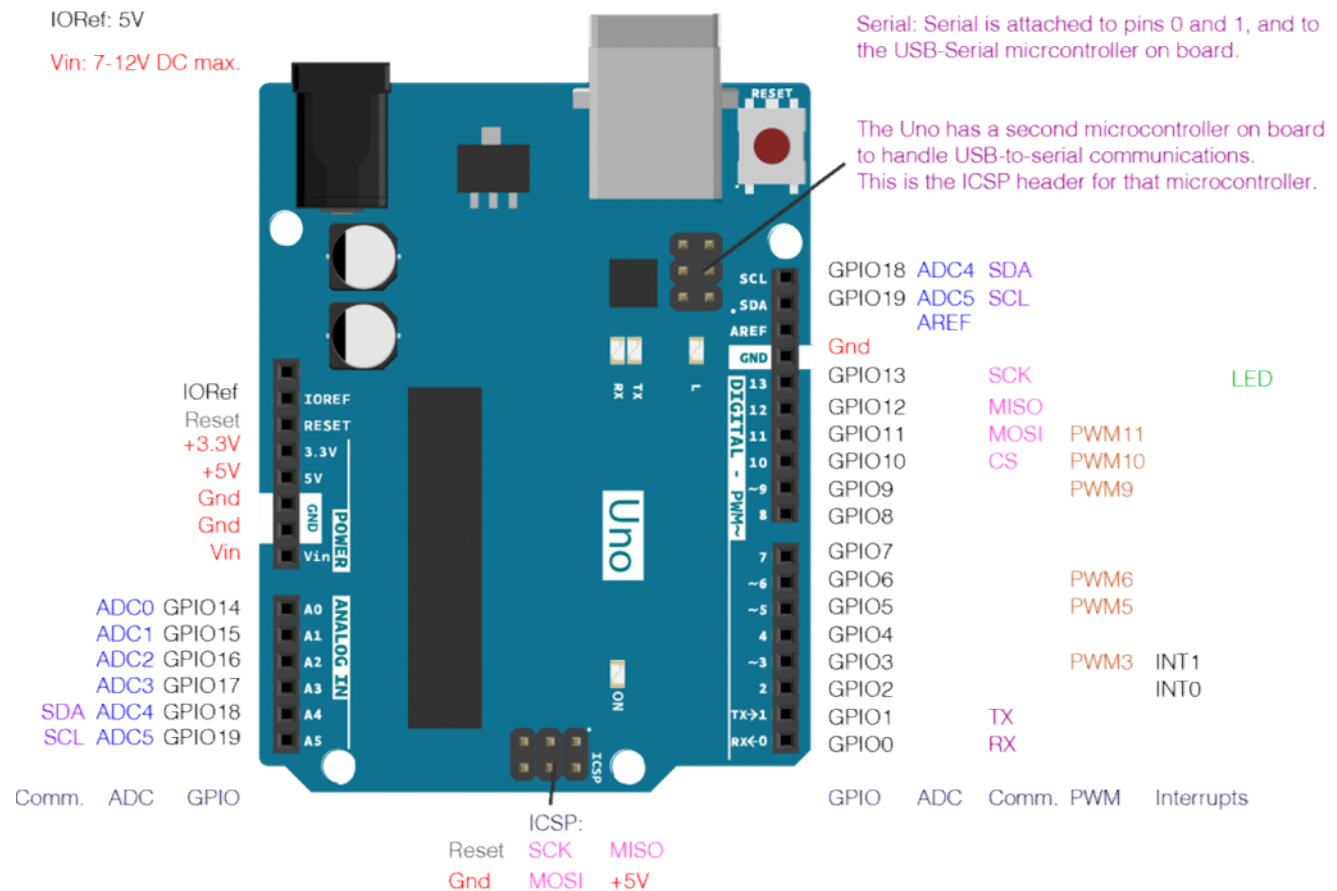 IORef: 5V
Vin: 7-12V DC max.
Serial: Serial is attached to pins 0 and 1, and to
the USB-Serial micrcontroller on board.
The Uno has a second microcontroller on board
to handle USB-to-serial communications.
This is the ICSP header for that microcontroller.
RESET
SCL
SDA
AREF
GND
13
12
11
10
~9
8
7
~6
~5
4
~3
2
TX→1
RX←0
DIGITAL - PWM~
RX
TX
L
Uno
ON
ICSP
IOREF
RESET
3.3V
5V
GND
Vin
POWER
A0
A1
A2
A3
A4
A5
ANALOG IN
IORef
Reset
+3.3V
+5V
Gnd
Gnd
Vin
ADC0 GPIO14
ADC1 GPIO15
ADC2 GPIO16
ADC3 GPIO17
SDA ADC4 GPIO18
SCL ADC5 GPIO19
Comm. ADC GPIO
GPIO18 ADC4 SDA
GPIO19 ADC5 SCL
AREF
Gnd
GPIO13 SCK LED
GPIO12 MISO
GPIO11 MOSI PWM11
GPIO10 CS PWM10
GPIO9 PWM9
GPIO8
GPIO7
GPIO6 PWM6
GPIO5 PWM5
GPIO4
GPIO3 PWM3 INT1
GPIO2 INT0
GPIO1 TX
GPIO0 RX
GPIO ADC Comm. PWM Interrupts
ICSP:
Reset SCK MISO
Gnd MOSI +5V